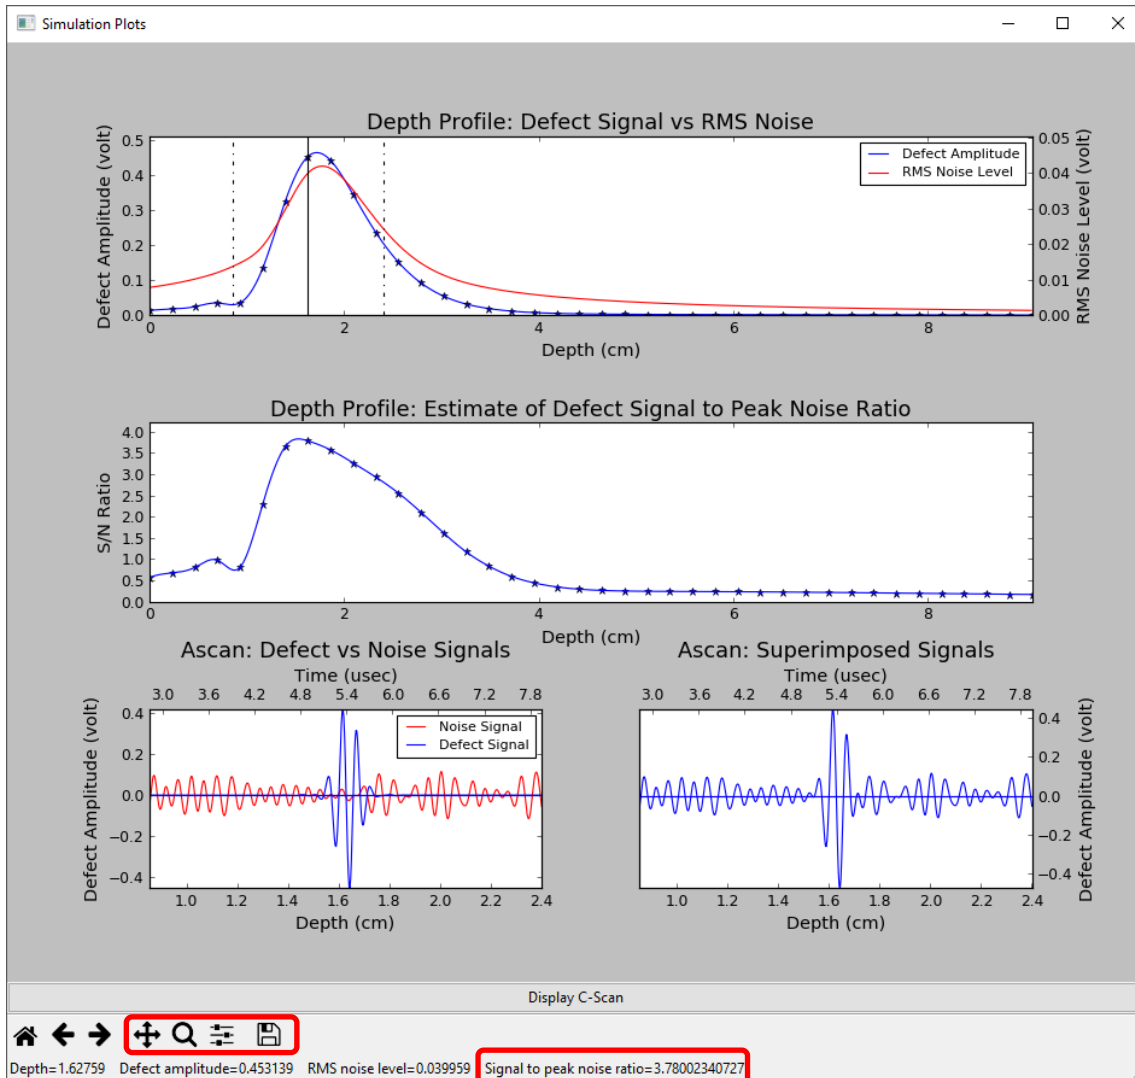 Simulation Plots
Depth Profile: Defect Signal vs RMS Noise
Defect Amplitude (volt)
0.5
0.4
0.3
0.2
0.1
0.0
Defect Amplitude
RMS Noise Level
0.05
0.04
0.03
0.02
0.01
0.00
RMS Noise Level (volt)
0 2 4 6 8
Depth (cm)
Depth Profile: Estimate of Defect Signal to Peak Noise Ratio
S/N Ratio
4.0
3.5
3.0
2.5
2.0
1.5
1.0
0.5
0.0
0 2 4 6 8
Depth (cm)
Ascan: Defect vs Noise Signals
Time (usec)
3.0 3.6 4.2 4.8 5.4 6.0 6.6 7.2 7.8
Defect Amplitude (volt)
0.4
0.2
0.0
−0.2
−0.4
Noise Signal
Defect Signal
1.0 1.2 1.4 1.6 1.8 2.0 2.2 2.4
Depth (cm)
Ascan: Superimposed Signals
Time (usec)
3.0 3.6 4.2 4.8 5.4 6.0 6.6 7.2 7.8
0.4
0.2
0.0
−0.2
−0.4
Defect Amplitude (volt)
1.0 1.2 1.4 1.6 1.8 2.0 2.2 2.4
Depth (cm)
Display C-Scan
Depth=1.62759 Defect amplitude=0.453139 RMS noise level=0.039959 Signal to peak noise ratio=3.78002340727